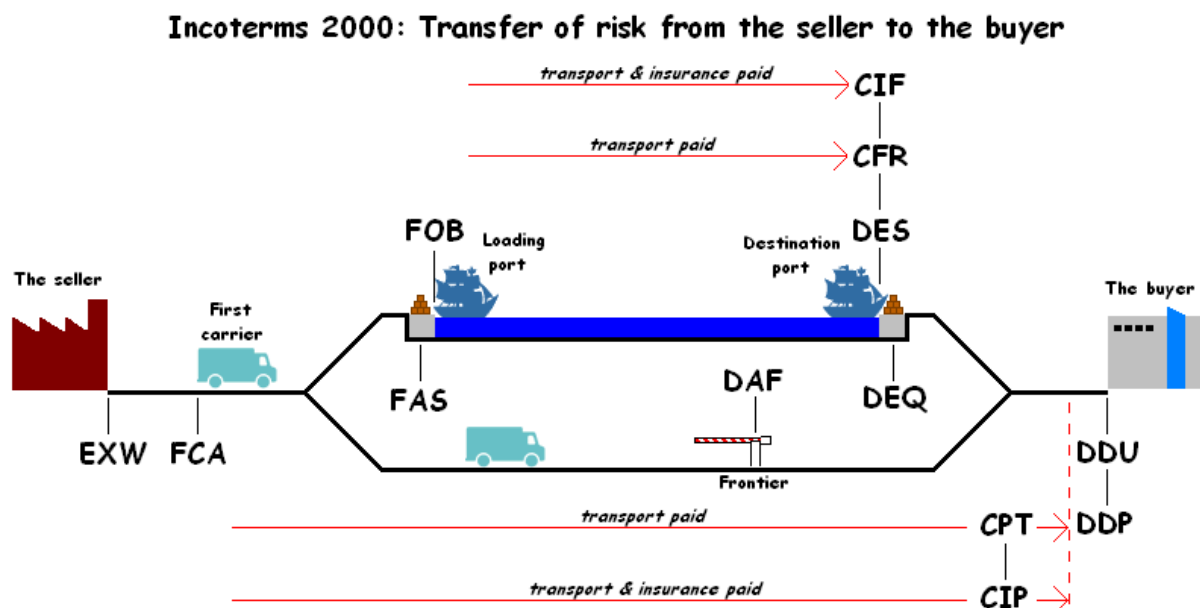 Incoterms 2000: Transfer of risk from the seller to the buyer
transport & insurance paid
CIF
transport paid
CFR
FOB
Loading
port
Destination
port
DES
The seller
First
carrier
The buyer
FAS
DAF
DEQ
EXW
FCA
Frontier
DDU
transport paid
CPT
DDP
transport & insurance paid
CIP